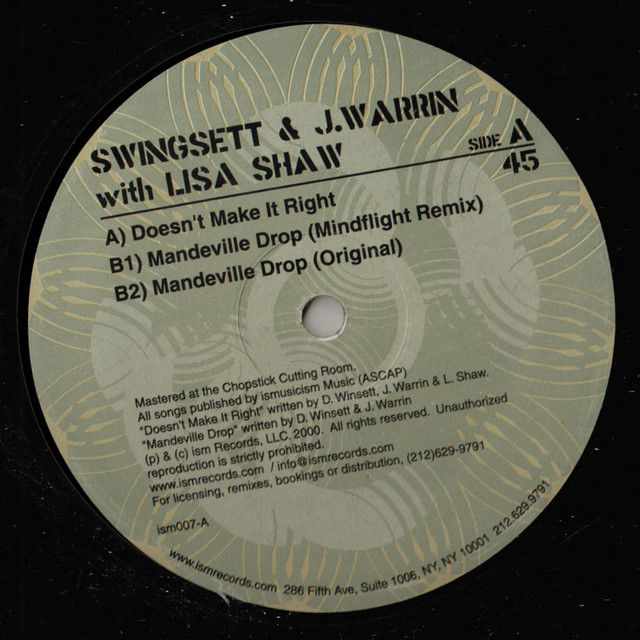 SWINGSETT & J.WARRIN
with LISA SHAW
SIDE A
45
A) Doesn't Make It Right
B1) Mandeville Drop (Mindflight Remix)
B2) Mandeville Drop (Original)
Mastered at the Chopstick Cutting Room.
All songs published by ismusicism Music (ASCAP)
"Doesn't Make It Right" written by D. Winsett, J. Warrin & L. Shaw.
"Mandeville Drop" written by D. Winsett & J. Warrin
(p) & (c) ism Records, LLC, 2000. All rights reserved. Unauthorized
reproduction is strictly prohibited.
www.ismrecords.com / info@ismrecords.com
For licensing, remixes, bookings or distribution, (212)629-9791
ism007-A
www.ismrecords.com 286 Fifth Ave, Suite 1006, NY, NY 10001 212.629.9791